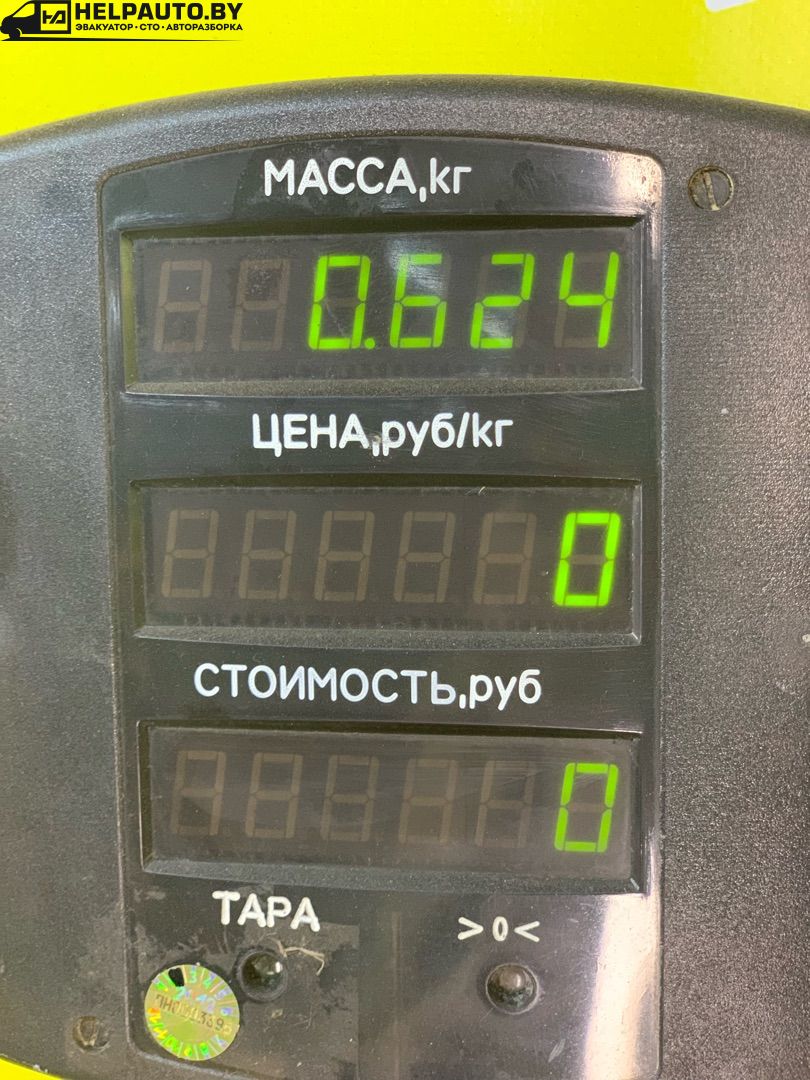 HELPAUTO.BY
ЭВАКУАТОР·СТО·АВТОРАЗБОРКА
МАССА,кг
0.624
ЦЕНА,руб/кг
0
СТОИМОСТЬ,руб
0
ТАРА
>0<